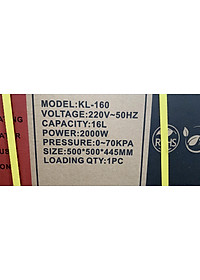 MODEL:KL-160
VOLTAGE:220V~50HZ
CAPACITY:16L
POWER:2000W
PRESSURE:0~70KPA
SIZE:500*500*445MM
LOADING QTY:1PC
RoHS